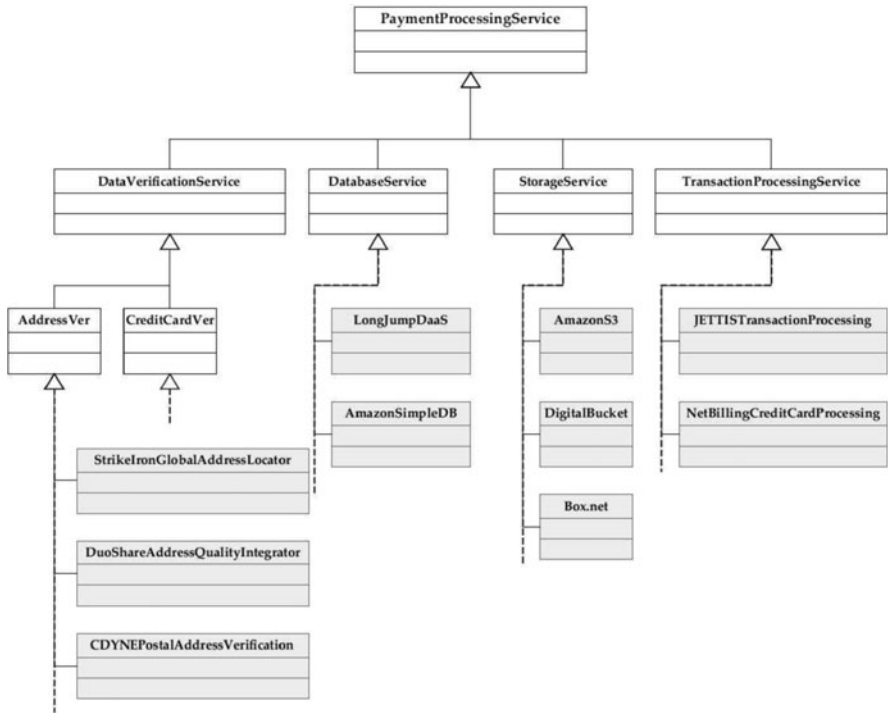 PaymentProcessingService
DataVerificationService
DatabaseService
StorageService
TransactionProcessingService
AddressVer
CreditCardVer
LongJumpDaaS
AmazonS3
JETTISTransactionProcessing
AmazonSimpleDB
DigitalBucket
NetBillingCreditCardProcessing
StrikeIronGlobalAddressLocator
Box.net
DuoShareAddressQualityIntegrator
CDYNEPostalAddressVerification